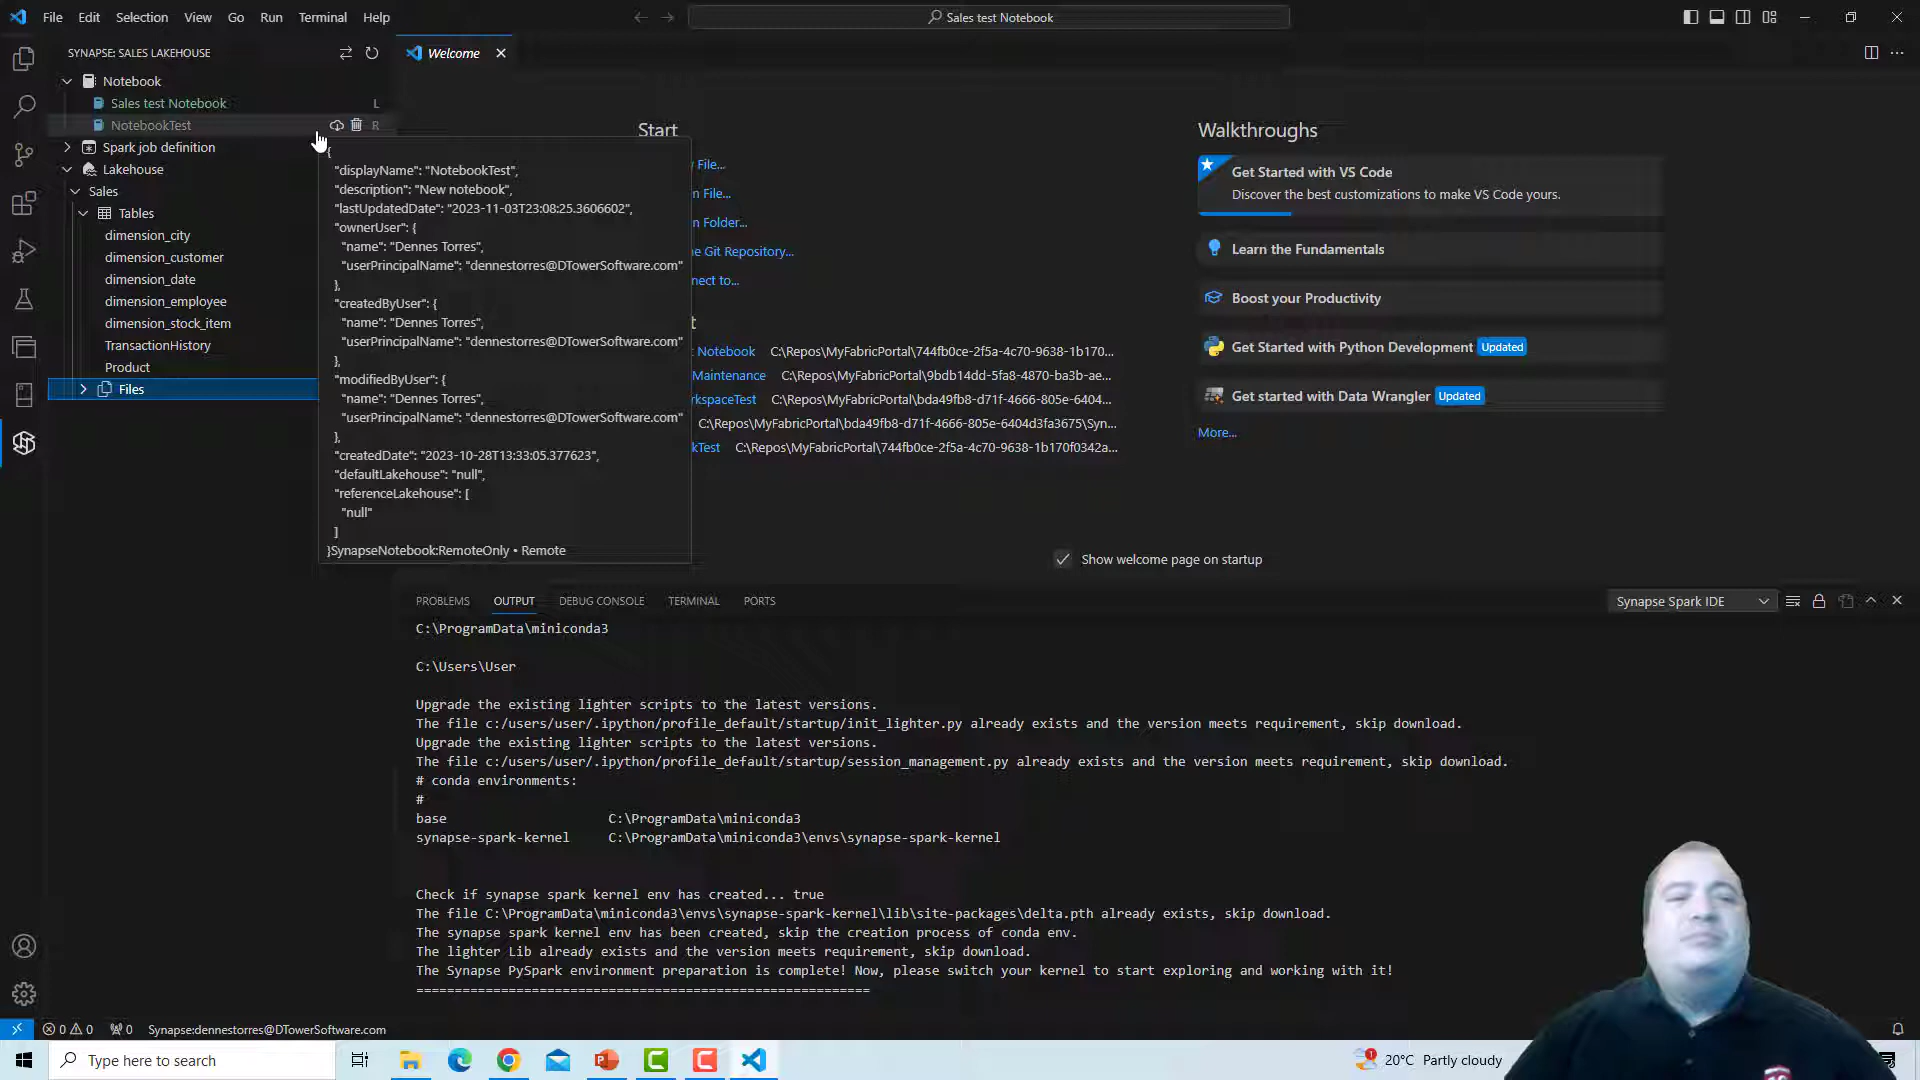 File Edit Selection View Go Run Terminal Help
Sales test Notebook
SYNAPSE: SALES LAKEHOUSE
Welcome
Notebook
Sales test Notebook L
NotebookTest R
Spark job definition
Lakehouse
Sales
Tables
dimension_city
dimension_customer
dimension_date
dimension_employee
dimension_stock_item
TransactionHistory
Product
Files
{
"displayName": "NotebookTest",
"description": "New notebook",
"lastUpdatedDate": "2023-11-03T23:08:25.3606602",
"ownerUser": {
"name": "Dennes Torres",
"userPrincipalName": "dennestorres@DTowerSoftware.com"
},
"createdByUser": {
"name": "Dennes Torres",
"userPrincipalName": "dennestorres@DTowerSoftware.com"
},
"modifiedByUser": {
"name": "Dennes Torres",
"userPrincipalName": "dennestorres@DTowerSoftware.com"
},
"createdDate": "2023-10-28T13:33:05.377623",
"defaultLakehouse": "null",
"referenceLakehouse": [
"null"
]
}SynapseNotebook:RemoteOnly • Remote
Start
File...
n File...
n Folder...
e Git Repository...
nect to...
t
Notebook C:\Repos\MyFabricPortal\744fb0ce-2f5a-4c70-9638-1b170...
Maintenance C:\Repos\MyFabricPortal\9bdb14dd-5fa8-4870-ba3b-ae...
rkspaceTest C:\Repos\MyFabricPortal\bda49fb8-d71f-4666-805e-6404...
C:\Repos\MyFabricPortal\bda49fb8-d71f-4666-805e-6404d3fa3675\Syn...
kTest C:\Repos\MyFabricPortal\744fb0ce-2f5a-4c70-9638-1b170f0342a...
Walkthroughs
Get Started with VS Code
Discover the best customizations to make VS Code yours.
Learn the Fundamentals
Boost your Productivity
Get Started with Python Development Updated
Get started with Data Wrangler Updated
More...
Show welcome page on startup
PROBLEMS OUTPUT DEBUG CONSOLE TERMINAL PORTS
Synapse Spark IDE
C:\ProgramData\miniconda3
C:\Users\User
Upgrade the existing lighter scripts to the latest versions.
The file c:/users/user/.ipython/profile_default/startup/init_lighter.py already exists and the version meets requirement, skip download.
Upgrade the existing lighter scripts to the latest versions.
The file c:/users/user/.ipython/profile_default/startup/session_management.py already exists and the version meets requirement, skip download.
# conda environments:
#
base C:\ProgramData\miniconda3
synapse-spark-kernel C:\ProgramData\miniconda3\envs\synapse-spark-kernel
Check if synapse spark kernel env has created... true
The file C:\ProgramData\miniconda3\envs\synapse-spark-kernel\lib\site-packages\delta.pth already exists, skip download.
The synapse spark kernel env has been created, skip the creation process of conda env.
The lighter Lib already exists and the version meets requirement, skip download.
The Synapse PySpark environment preparation is complete! Now, please switch your kernel to start exploring and working with it!
==========================================================
0 0 0 Synapse:dennestorres@DTowerSoftware.com
Type here to search
1 20°C Partly cloudy